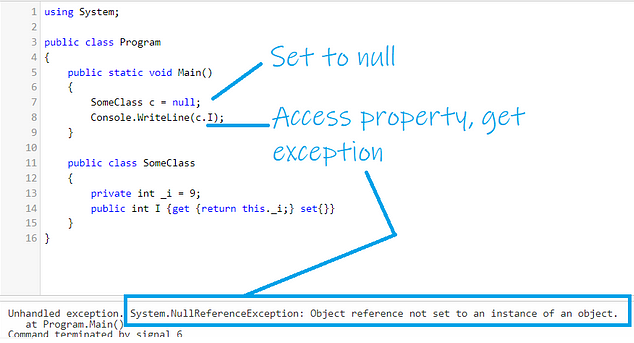 1 using System;
2
3 public class Program
4 {
5 public static void Main()
6 {
7 SomeClass c = null;
8 Console.WriteLine(c.I);
9 }
10
11 public class SomeClass
12 {
13 private int _i = 9;
14 public int I {get {return this._i;} set{}}
15 }
16 }
Set to null
Access property, get
exception
Unhandled exception. System.NullReferenceException: Object reference not set to an instance of an object.
at Program.Main()
Command terminated by signal 6